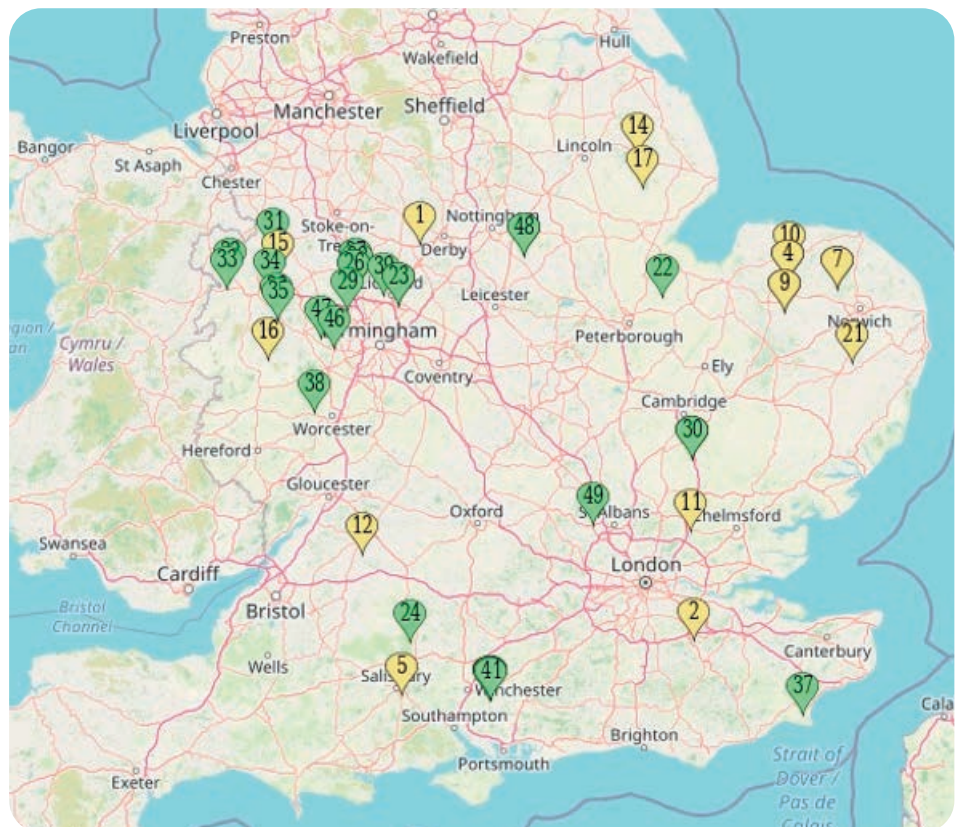 Preston
Hull
Wakefield
Manchester
Sheffield
Liverpool
14
Bangor
Lincoln
St Asaph
17
Chester
31
Stoke-on-
1
48
10
15
Derby
4
33
34
26
7
22
23
29
9
35
Leicester
47
46
Norwich
16
mingham
Peterborough
21
Cymru /
Wales
Coventry
Ely
38
Cambridge
Worcester
30
Hereford
Gloucester
49
11
Oxford
12
Swansea
London
Cardiff
Bristol
Bristol
Channel
24
2
Canterbury
Wells
5
41
37
Southampton
Brighton
Portsmouth
Strait of
Dover /
Pas de
Calais
Exeter
Cala